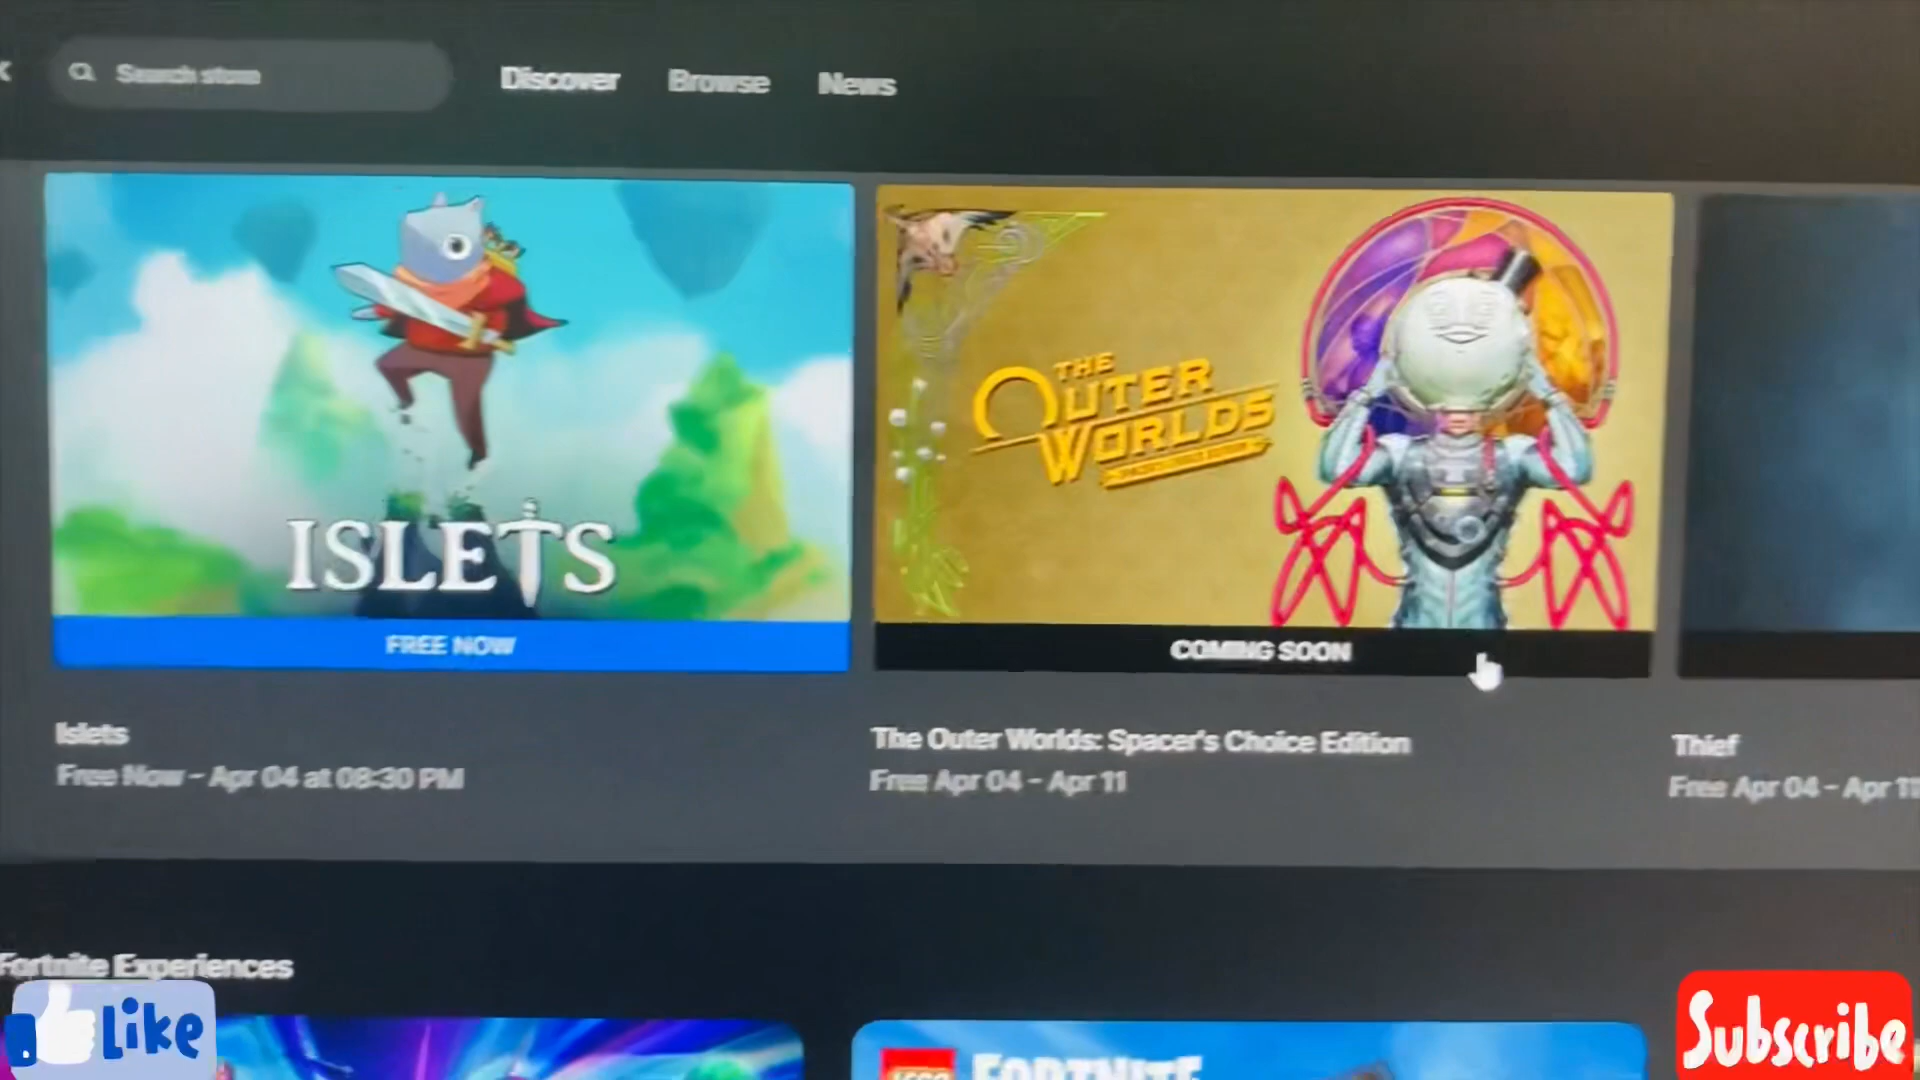 Search store
Discover
Browse
News
ISLETS
THE
OUTER
WORLDS
FREE NOW
COMING SOON
Islets
Free Now - Apr 04 at 08:30 PM
The Outer Worlds: Spacer's Choice Edition
Free Apr 04 - Apr 11
Thief
Free Apr 04 - Apr 11
Fortnite Experiences
Like
LEGO
FORTNITE
Subscribe